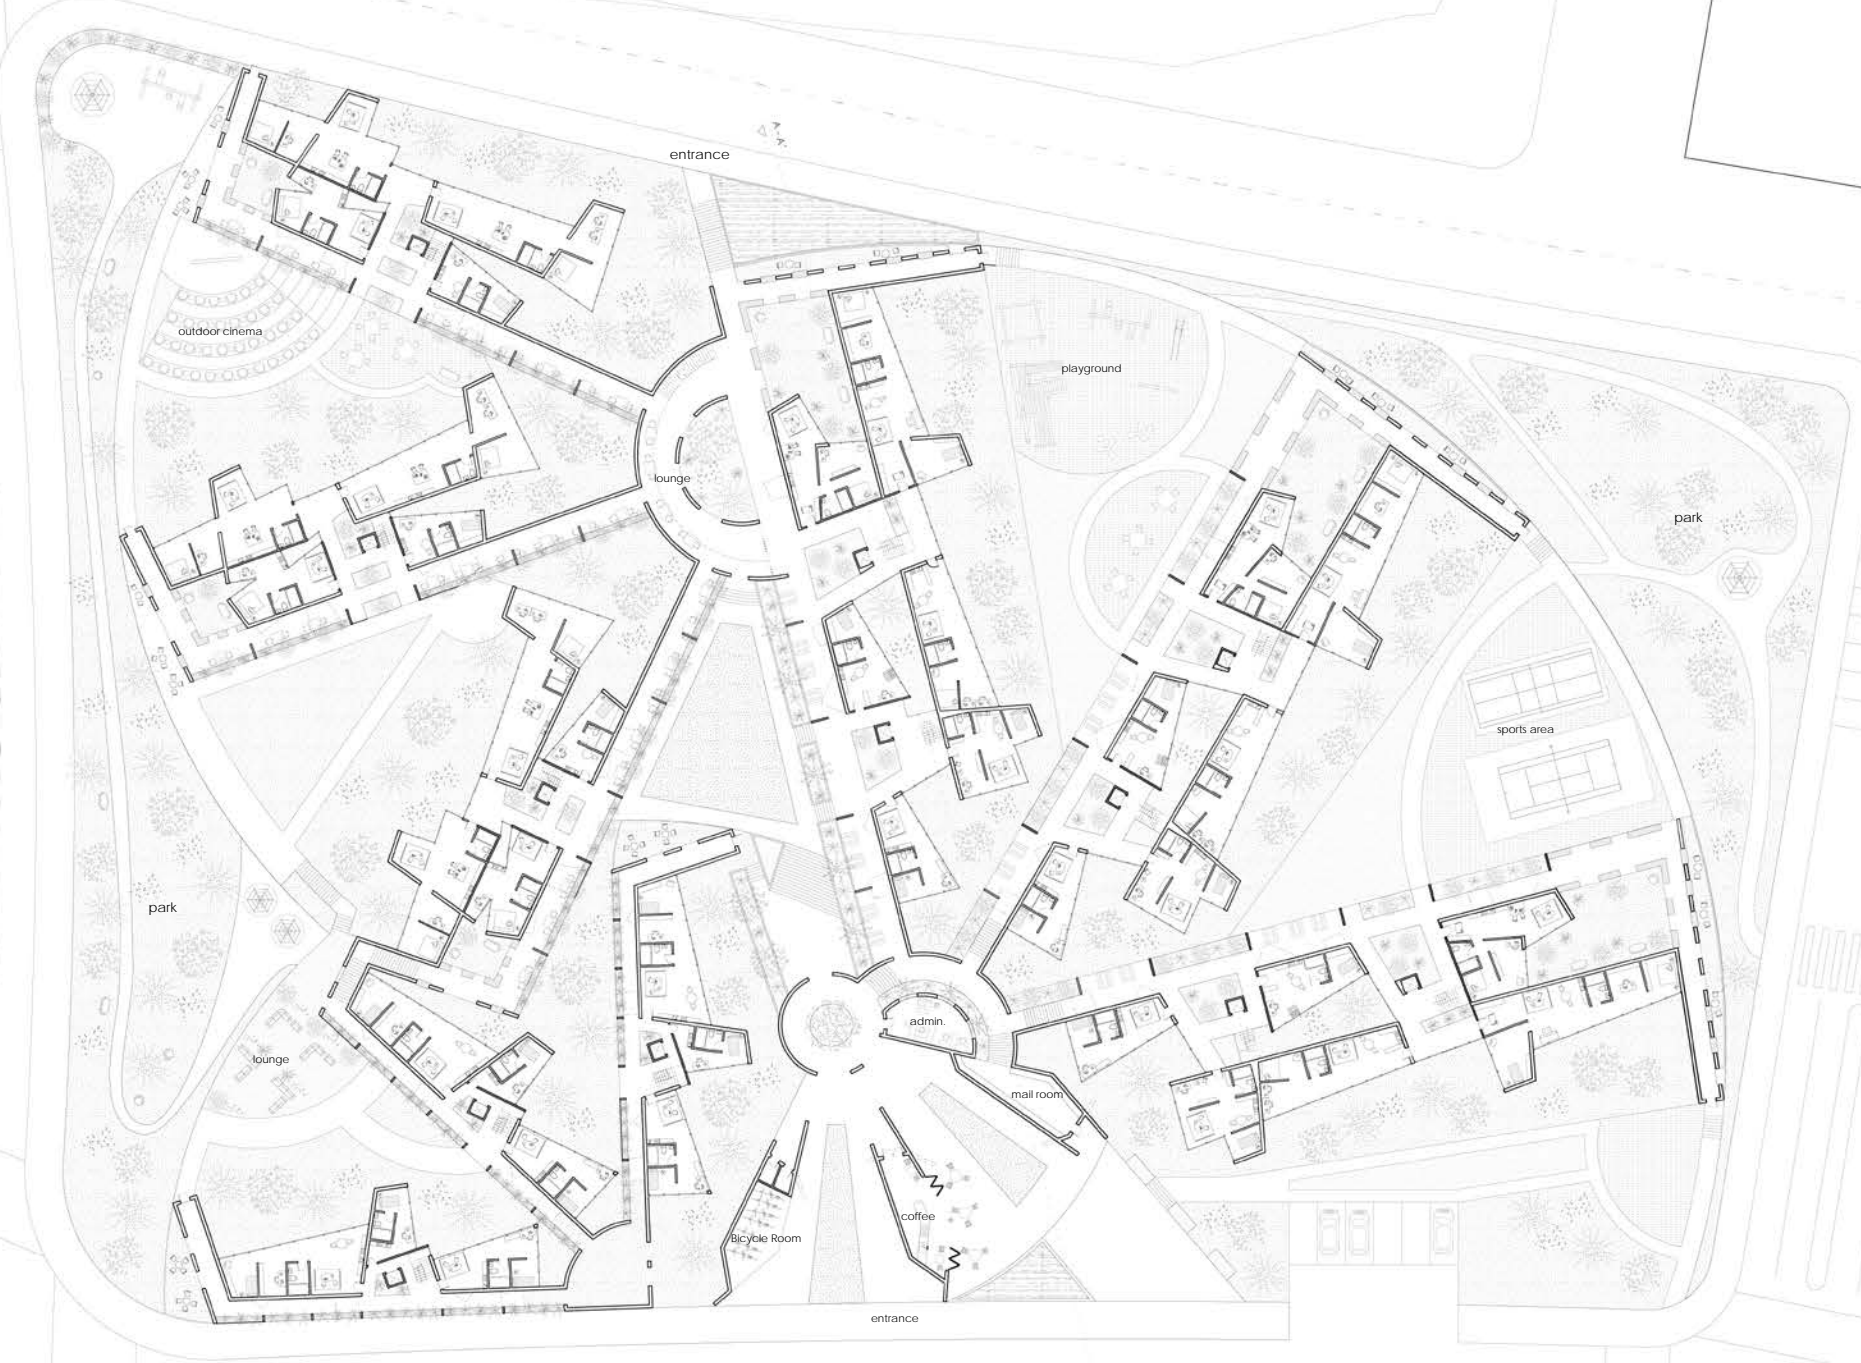 A-A'
entrance
outdoor cinema
playground
lounge
park
sports area
park
admin.
lounge
mail room
coffee
Bicycle Room
entrance